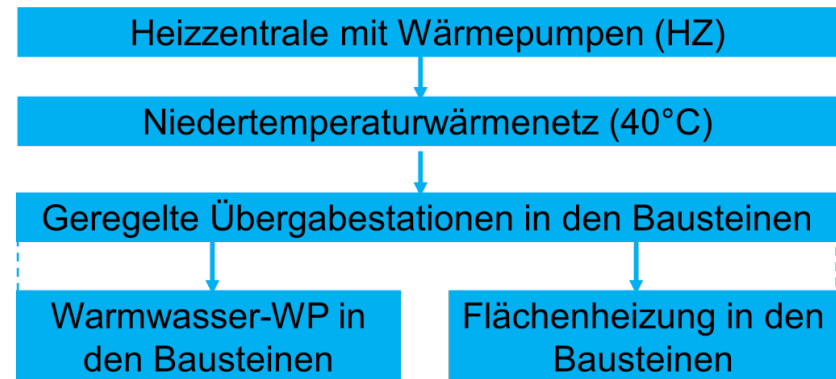 Heizzentrale mit Wärmepumpen (HZ)
Niedertemperaturwärmenetz (40°C)
Geregelte Übergabestationen in den Bausteinen
Warmwasser-WP in
den Bausteinen
Flächenheizung in den
Bausteinen